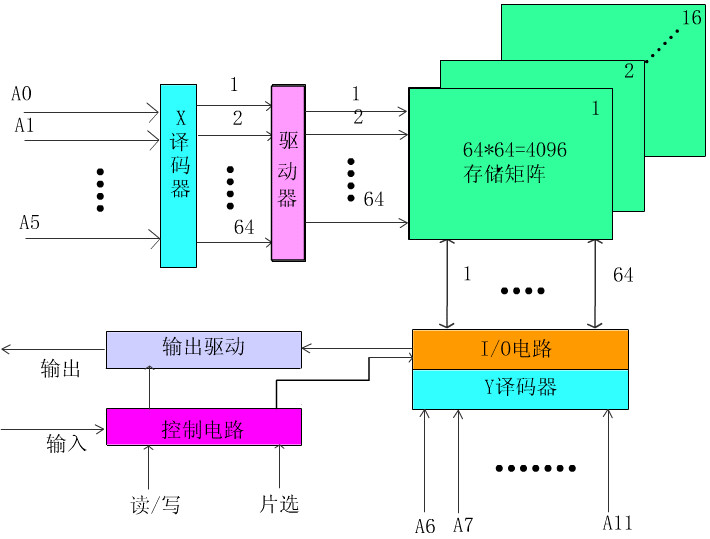 16
2
1
A0
A1
A5
X译码器
1
2
64
驱动器
1
2
64
64*64=4096
存储矩阵
1
64
输出
输出驱动
I/O电路
Y译码器
输入
控制电路
读/写
片选
A6
A7
A11